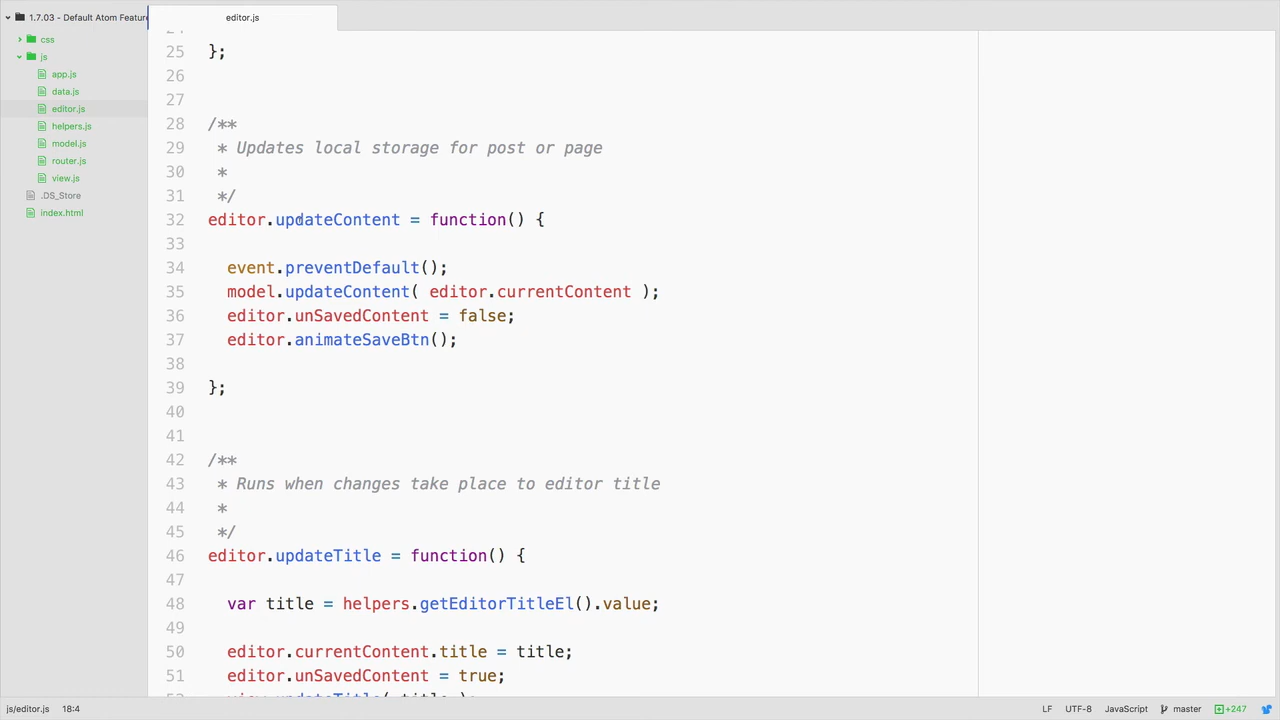 1.7.03 - Default Atom Feature
css
js
app.js
data.js
editor.js
helpers.js
model.js
router.js
view.js
.DS_Store
index.html
editor.js
24
25 };
26
27
28 /**
29 * Updates local storage for post or page
30 *
31 */
32 editor.updateContent = function() {
33
34 event.preventDefault();
35 model.updateContent( editor.currentContent );
36 editor.unSavedContent = false;
37 editor.animateSaveBtn();
38
39 };
40
41
42 /**
43 * Runs when changes take place to editor title
44 *
45 */
46 editor.updateTitle = function() {
47
48 var title = helpers.getEditorTitleEl().value;
49
50 editor.currentContent.title = title;
51 editor.unSavedContent = true;
52 view.updateTitle( title );
js/editor.js 18:4 LF UTF-8 JavaScript master +247